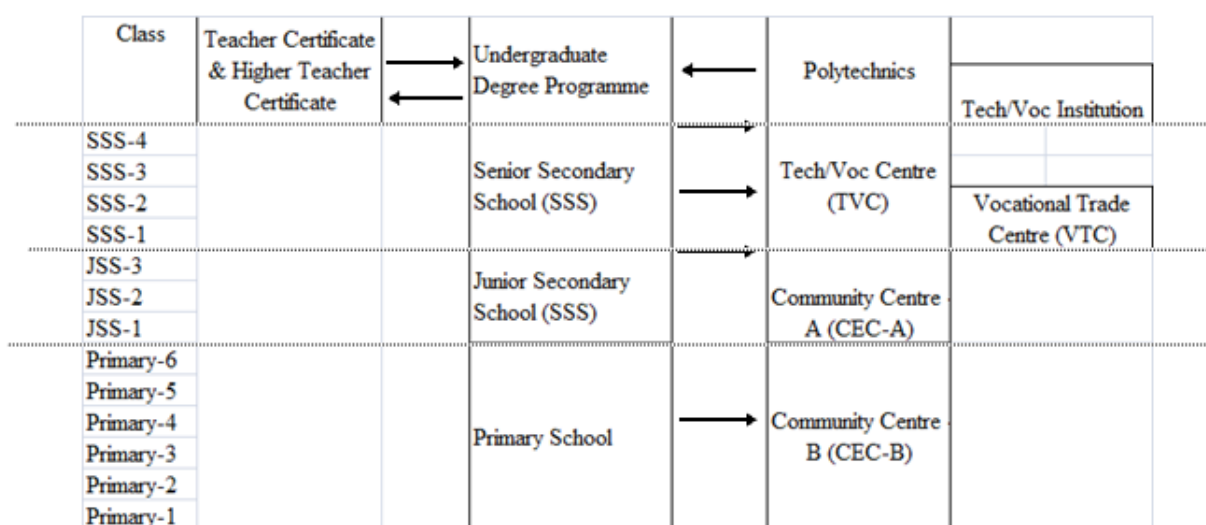 Class
Teacher Certificate
& Higher Teacher
Certificate
Undergraduate
Degree Programme
Polytechnics
Tech/Voc Institution
SSS-4
SSS-3
SSS-2
SSS-1
Senior Secondary
School (SSS)
Tech/Voc Centre
(TVC)
Vocational Trade
Centre (VTC)
JSS-3
JSS-2
JSS-1
Junior Secondary
School (SSS)
Community Centre
A (CEC-A)
Primary-6
Primary-5
Primary-4
Primary-3
Primary-2
Primary-1
Primary School
Community Centre
B (CEC-B)